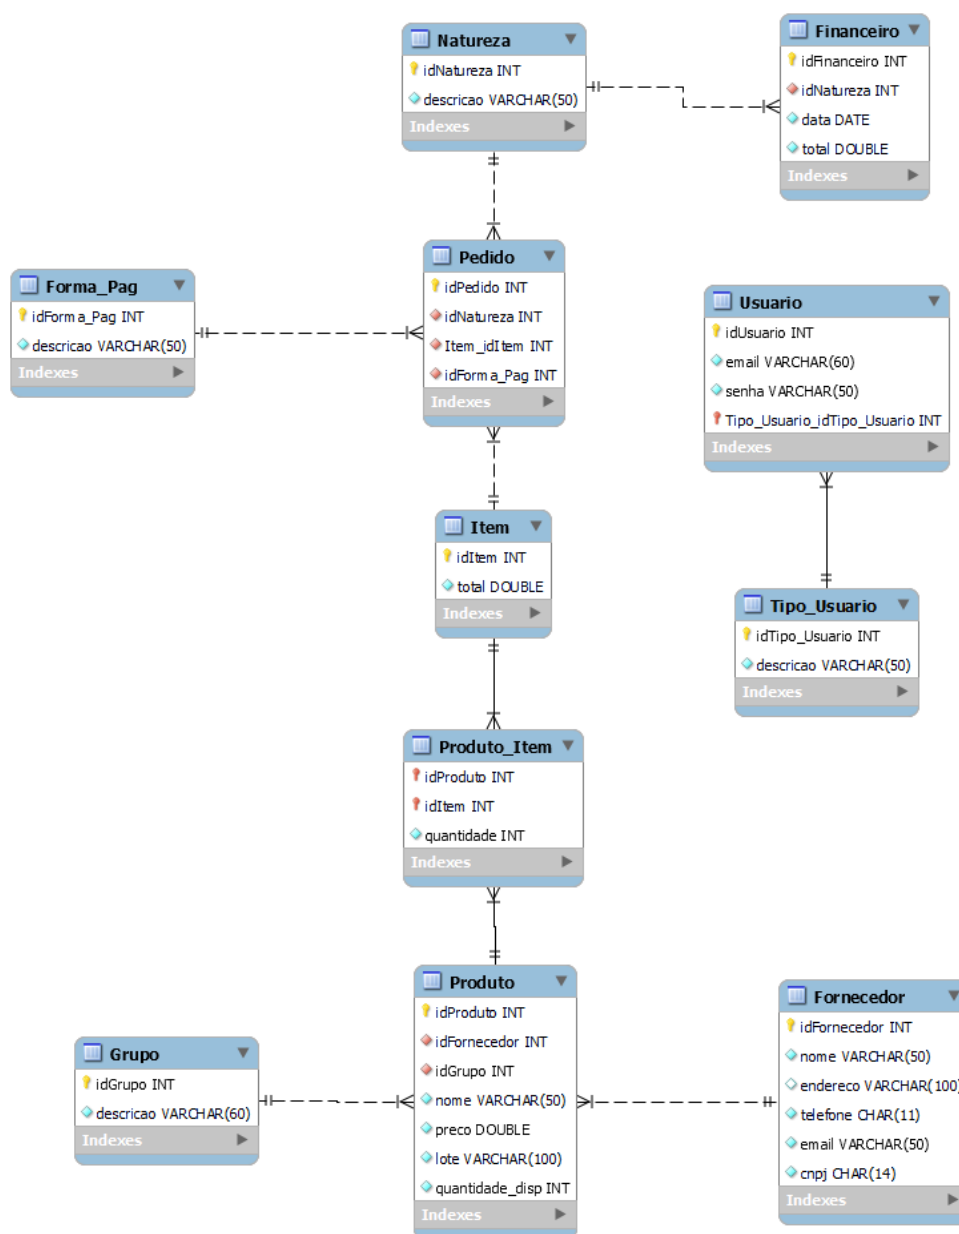 Natureza
idNatureza INT
descricao VARCHAR(50)
Indexes
Financeiro
idFinanceiro INT
idNatureza INT
data DATE
total DOUBLE
Indexes
Forma_Pag
idForma_Pag INT
descricao VARCHAR(50)
Indexes
Pedido
idPedido INT
idNatureza INT
Item_idItem INT
idForma_Pag INT
Indexes
Usuario
idUsuario INT
email VARCHAR(60)
senha VARCHAR(50)
Tipo_Usuario_idTipo_Usuario INT
Indexes
Item
idItem INT
total DOUBLE
Indexes
Tipo_Usuario
idTipo_Usuario INT
descricao VARCHAR(50)
Indexes
Produto_Item
idProduto INT
idItem INT
quantidade INT
Indexes
Grupo
idGrupo INT
descricao VARCHAR(60)
Indexes
Produto
idProduto INT
idFornecedor INT
idGrupo INT
nome VARCHAR(50)
preco DOUBLE
lote VARCHAR(100)
quantidade_disp INT
Indexes
Fornecedor
idFornecedor INT
nome VARCHAR(50)
endereco VARCHAR(100)
telefone CHAR(11)
email VARCHAR(50)
cnpj CHAR(14)
Indexes